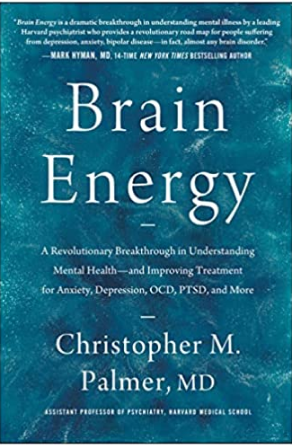 "Brain Energy is a dramatic breakthrough in understanding mental illness by a leading
Harvard psychiatrist who provides a revolutionary road map for people suffering
from depression, anxiety, bipolar disease—in fact, almost any brain disorder."
—MARK HYMAN, MD, 14-TIME NEW YORK TIMES BESTSELLING AUTHOR
Brain
Energy
A Revolutionary Breakthrough in Understanding
Mental Health—and Improving Treatment
for Anxiety, Depression, OCD, PTSD, and More
Christopher M.
Palmer, MD
ASSISTANT PROFESSOR OF PSYCHIATRY, HARVARD MEDICAL SCHOOL